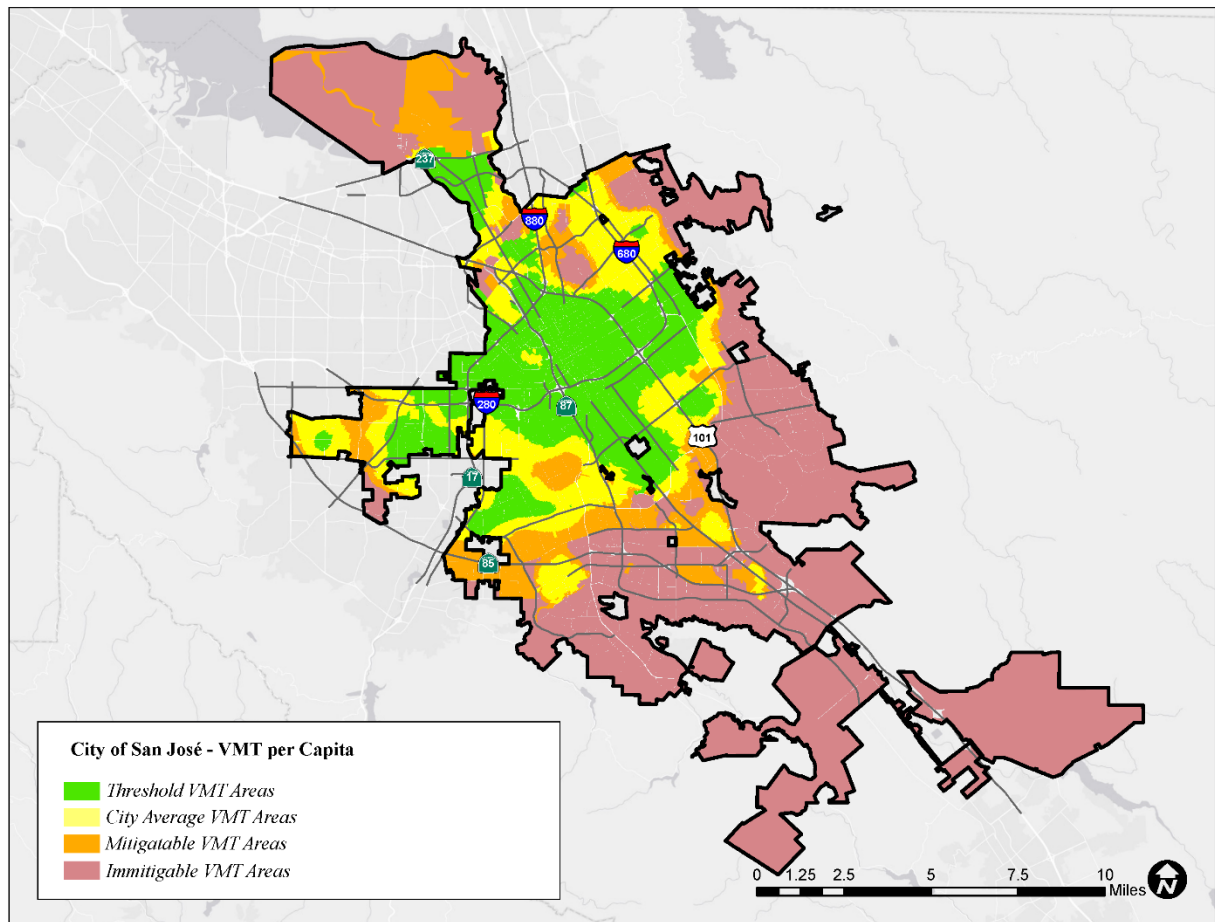 237
880
680
280
87
101
17
85
City of San José - VMT per Capita
Threshold VMT Areas
City Average VMT Areas
Mitigatable VMT Areas
Immitigable VMT Areas
0 1.25 2.5 5 7.5 10
Miles
N